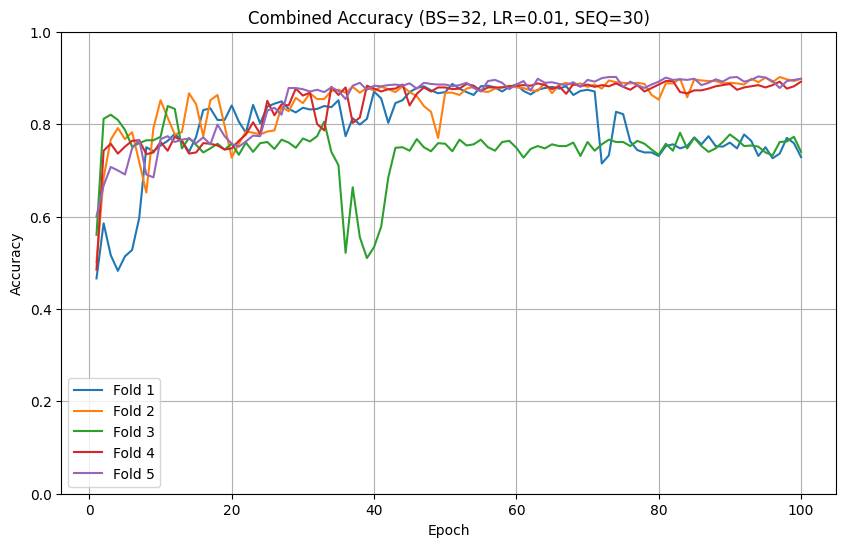 Combined Accuracy (BS=32, LR=0.01, SEQ=30)
1.0
0.8
0.6
0.4
0.2
0.0
Accuracy
Fold 1
Fold 2
Fold 3
Fold 4
Fold 5
0 20 40 60 80 100
Epoch